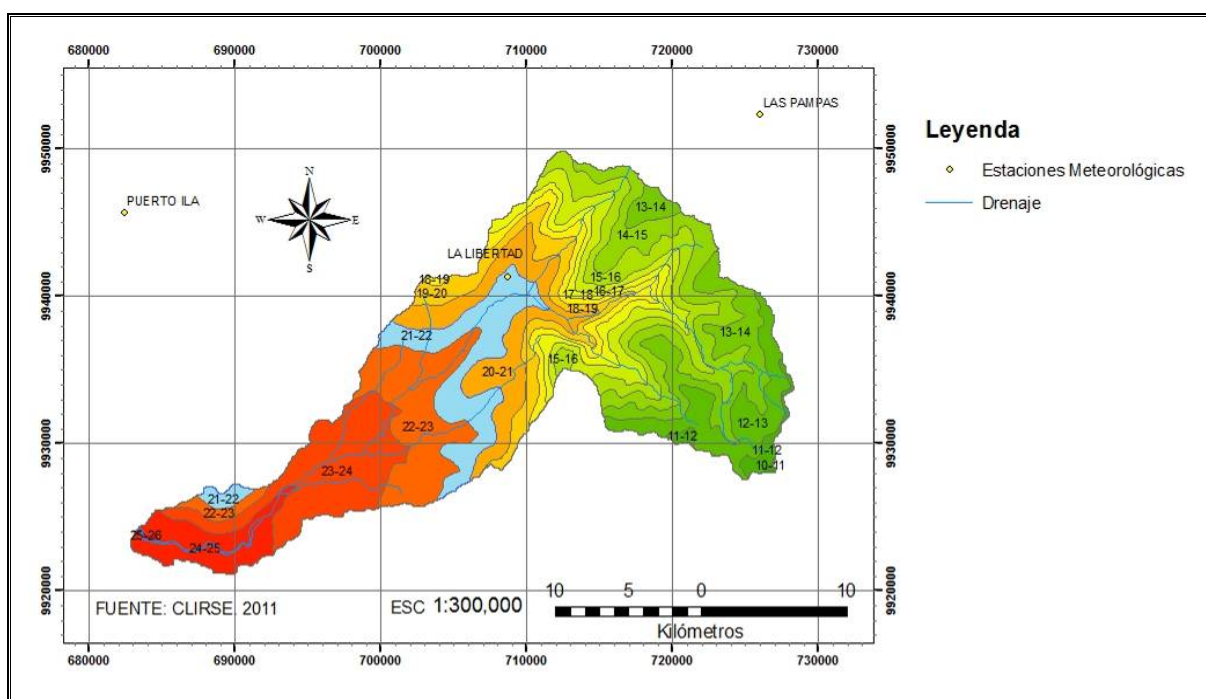 680000 690000 700000 710000 720000 730000
LAS PAMPAS
Leyenda
9950000 9950000
Estaciones Meteorológicas
PUERTO ILA
N
13-14
Drenaje
W E
14-15
S
LA LIBERTAD
18-19
15-16
19-20
17-18
16-17
9940000 9940000
18-19
21-22
13-14
15-16
20-21
22-23
12-13
11-12
9930000 9930000
11-12
10-11
23-24
21-22
22-23
25-26
24-25
9920000 9920000
10 5 0 10
FUENTE: CLIRSE, 2011
ESC 1:300,000
Kilómetros
680000 690000 700000 710000 720000 730000